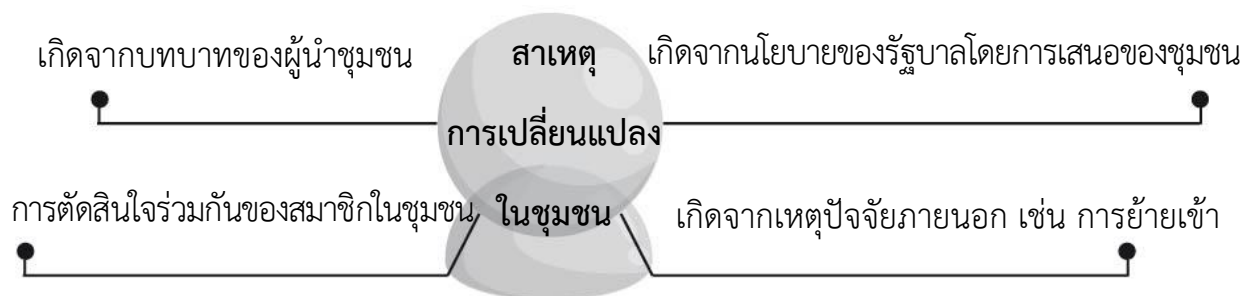 เกิดจากบทบาทของผู้นำชุมชน
สาเหตุ
การเปลี่ยนแปลง
ในชุมชน
เกิดจากนโยบายของรัฐบาลโดยการเสนอของชุมชน
การตัดสินใจร่วมกันของสมาชิกในชุมชน
เกิดจากเหตุปัจจัยภายนอก เช่น การย้ายเข้า